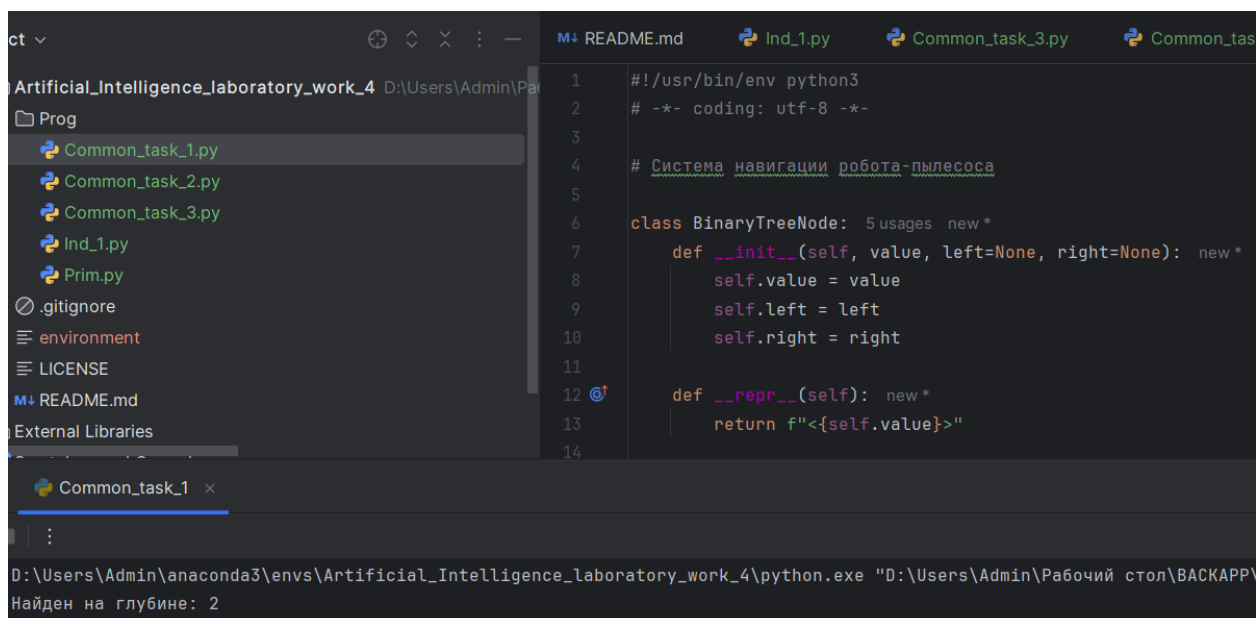 ct
Artificial_Intelligence_laboratory_work_4 D:\Users\Admin\Ра
Prog
Common_task_1.py
Common_task_2.py
Common_task_3.py
Ind_1.py
Prim.py
.gitignore
environment
LICENSE
README.md
External Libraries
README.md Ind_1.py Common_task_3.py Common_tas
1 #!/usr/bin/env python3
2 # -*- coding: utf-8 -*-
3
4 # Система навигации робота-пылесоса
5
6 class BinaryTreeNode: 5 usages new *
7 def __init__(self, value, left=None, right=None): new *
8 self.value = value
9 self.left = left
10 self.right = right
11
12 def __repr__(self): new *
13 return f"<{self.value}>"
14
Common_task_1
D:\Users\Admin\anaconda3\envs\Artificial_Intelligence_laboratory_work_4\python.exe "D:\Users\Admin\Рабочий стол\BACKAPP\
Найден на глубине: 2